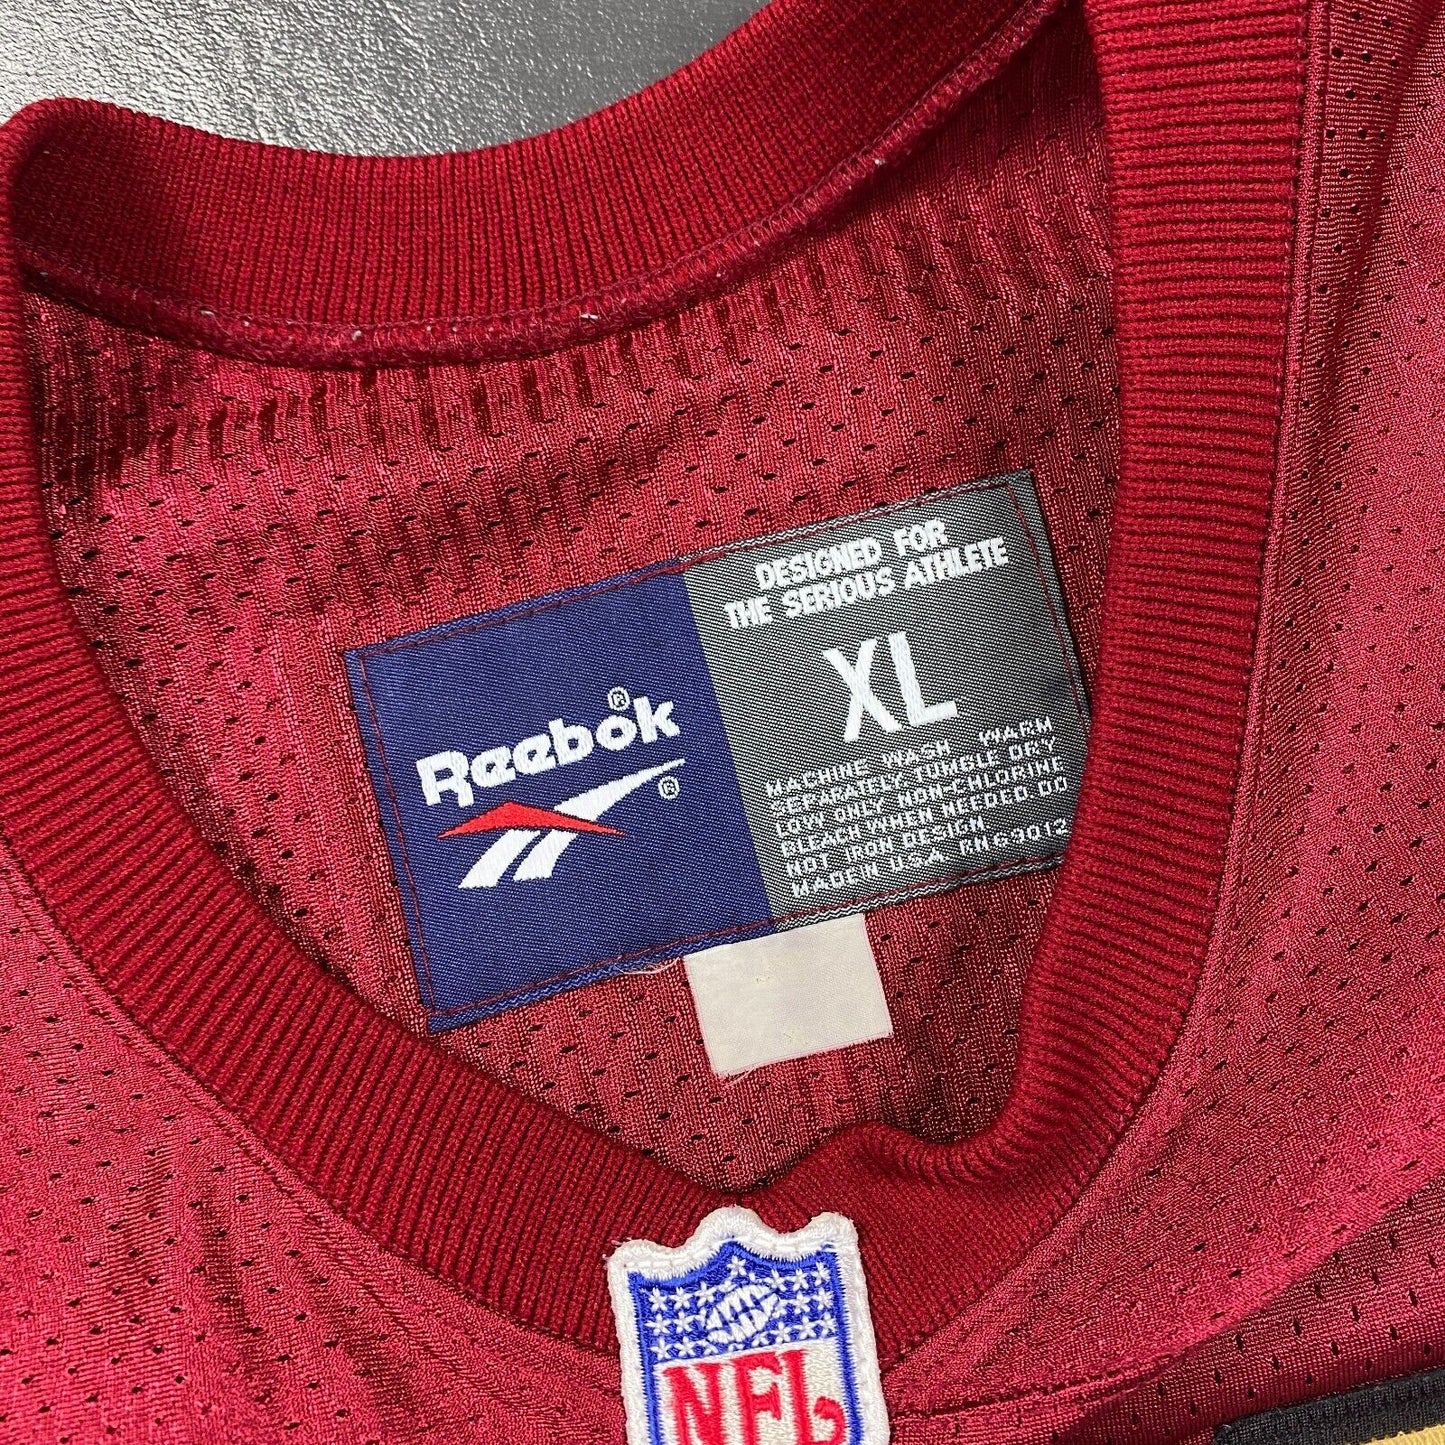 Reebok®
®
DESIGNED FOR
THE SERIOUS ATHLETE
XL
MACHINE WASH WARM
SEPARATELY TUMBLE DRY
LOW ONLY NON-CHLORINE
BLEACH WHEN NEEDED DO
NOT IRON DESIGN
MADE IN U.S.A. RN69012
NFL